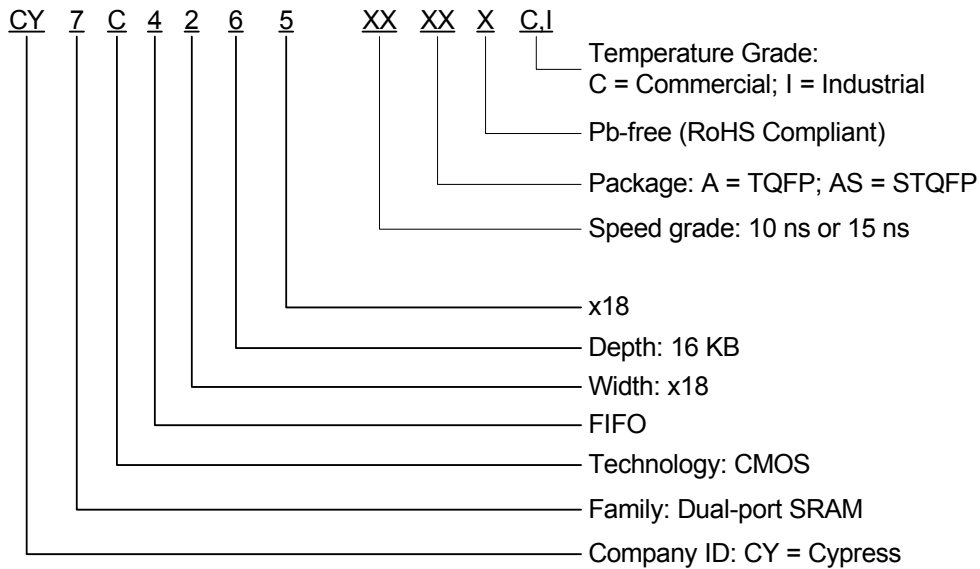 CY 7 C 4 2 6 5 XX XX X C,I
Temperature Grade:
C = Commercial; I = Industrial
Pb-free (RoHS Compliant)
Package: A = TQFP; AS = STQFP
Speed grade: 10 ns or 15 ns
x18
Depth: 16 KB
Width: x18
FIFO
Technology: CMOS
Family: Dual-port SRAM
Company ID: CY = Cypress